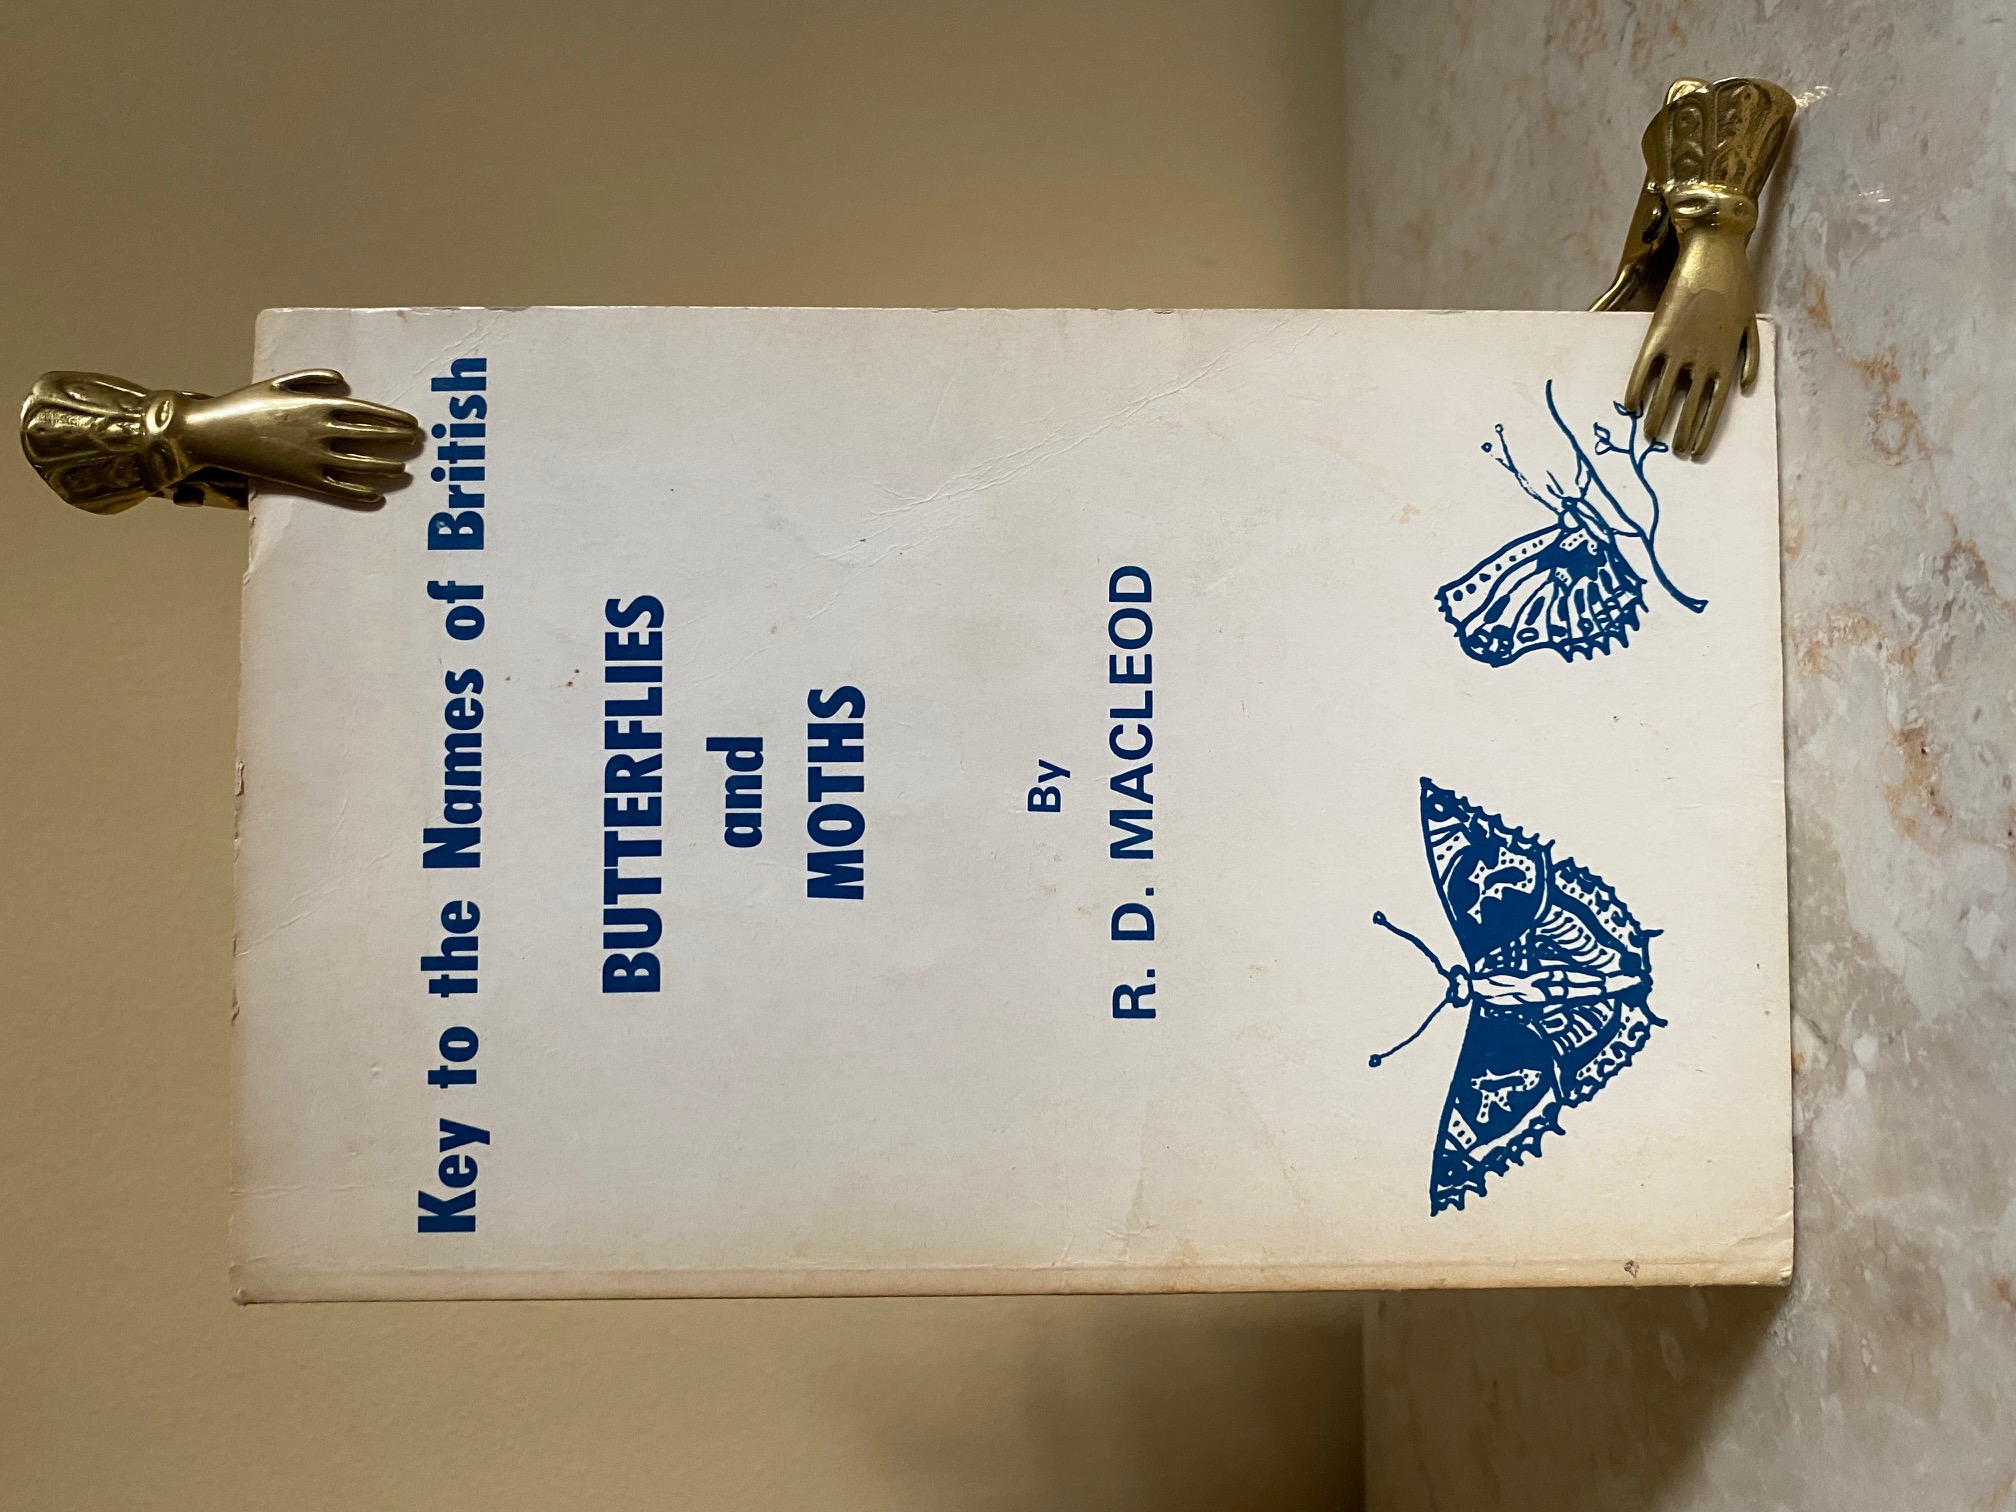 Key to the Names of British
BUTTERFLIES
and
MOTHS
By
R. D. MACLEOD